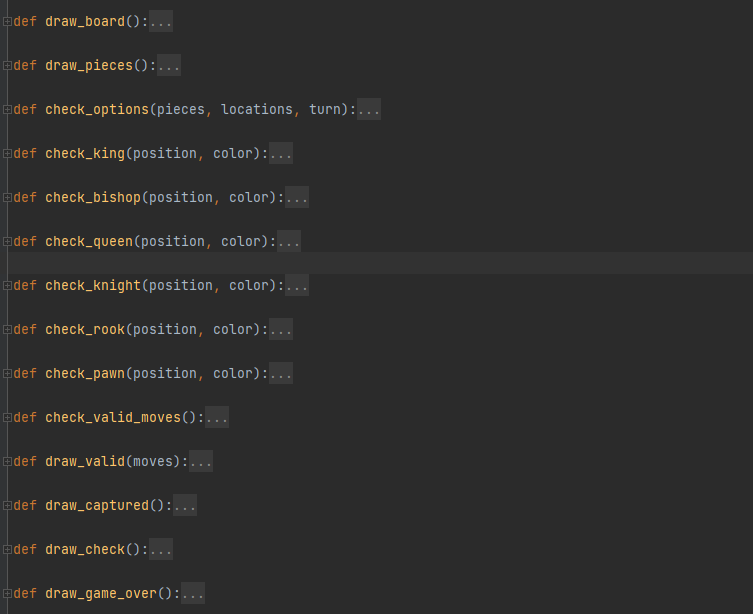 def draw_board():...
def draw_pieces():...
def check_options(pieces, locations, turn):...
def check_king(position, color):...
def check_bishop(position, color):...
def check_queen(position, color):...
def check_knight(position, color):...
def check_rook(position, color):...
def check_pawn(position, color):...
def check_valid_moves():...
def draw_valid(moves):...
def draw_captured():...
def draw_check():...
def draw_game_over():...